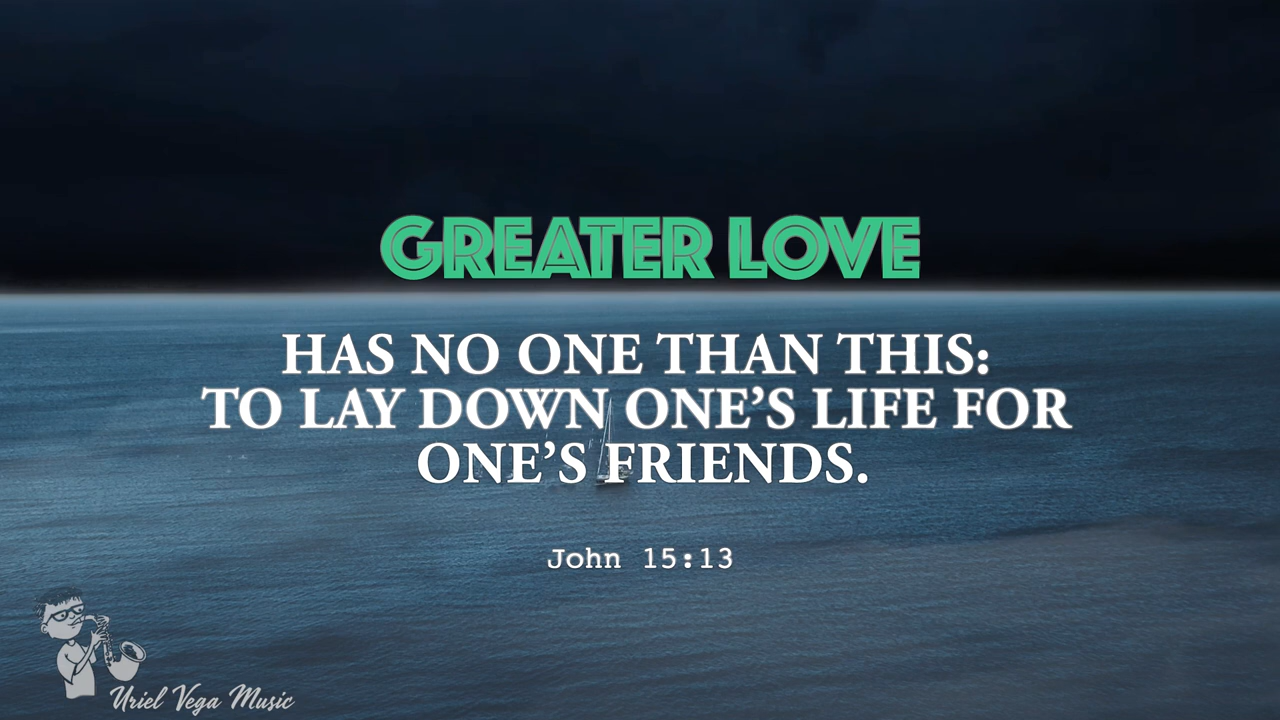 GREATER LOVE
HAS NO ONE THAN THIS:
TO LAY DOWN ONE’S LIFE FOR
ONE’S FRIENDS.
John 15:13
Uriel Vega Music